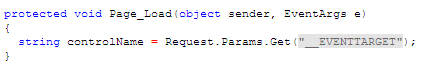 protected void Page_Load(object sender, EventArgs e)
{
  string controlName = Request.Params.Get("__EVENTTARGET");
}